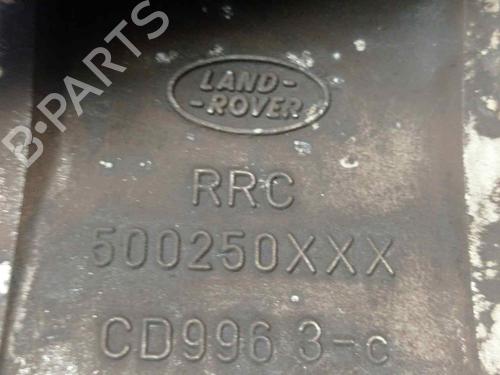 B-PARTS
LAND-
-ROVER
RRC
500250XXX
CD996 3-c